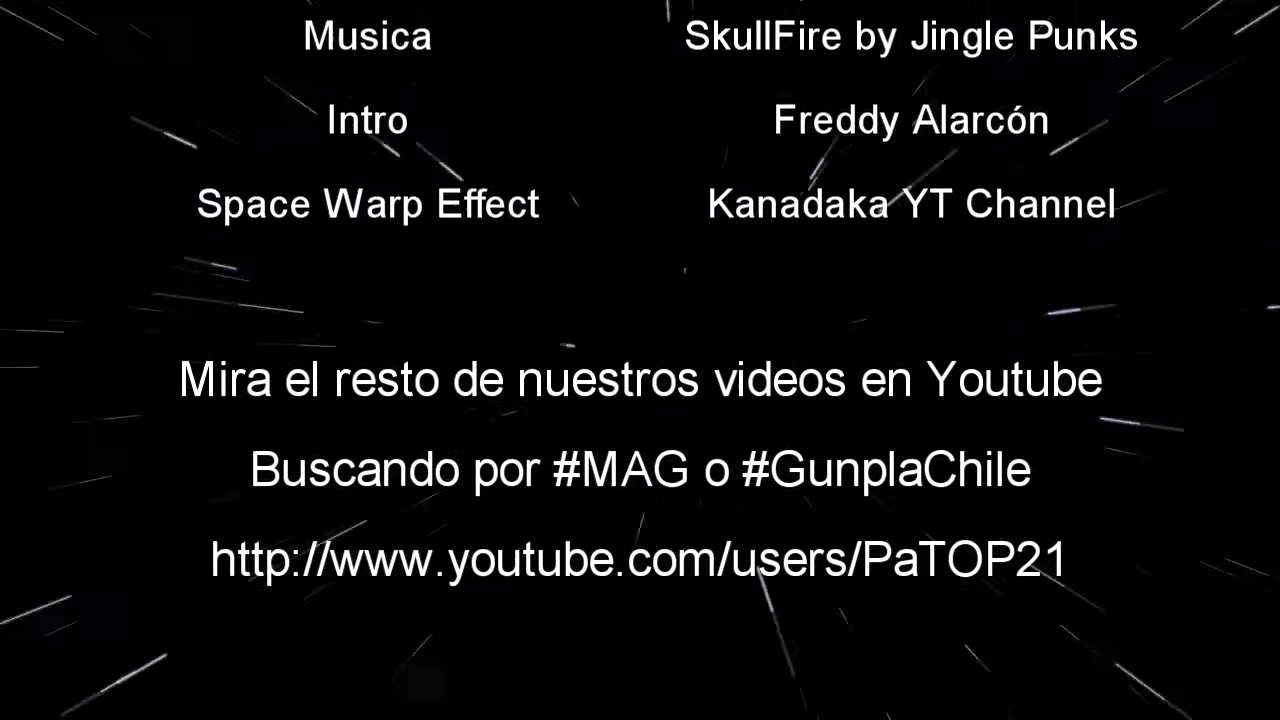 Musica SkullFire by Jingle Punks
Intro Freddy Alarcón
Space Warp Effect Kanadaka YT Channel
Mira el resto de nuestros videos en Youtube
Buscando por #MAG o #GunplaChile
http://www.youtube.com/users/PaTOP21